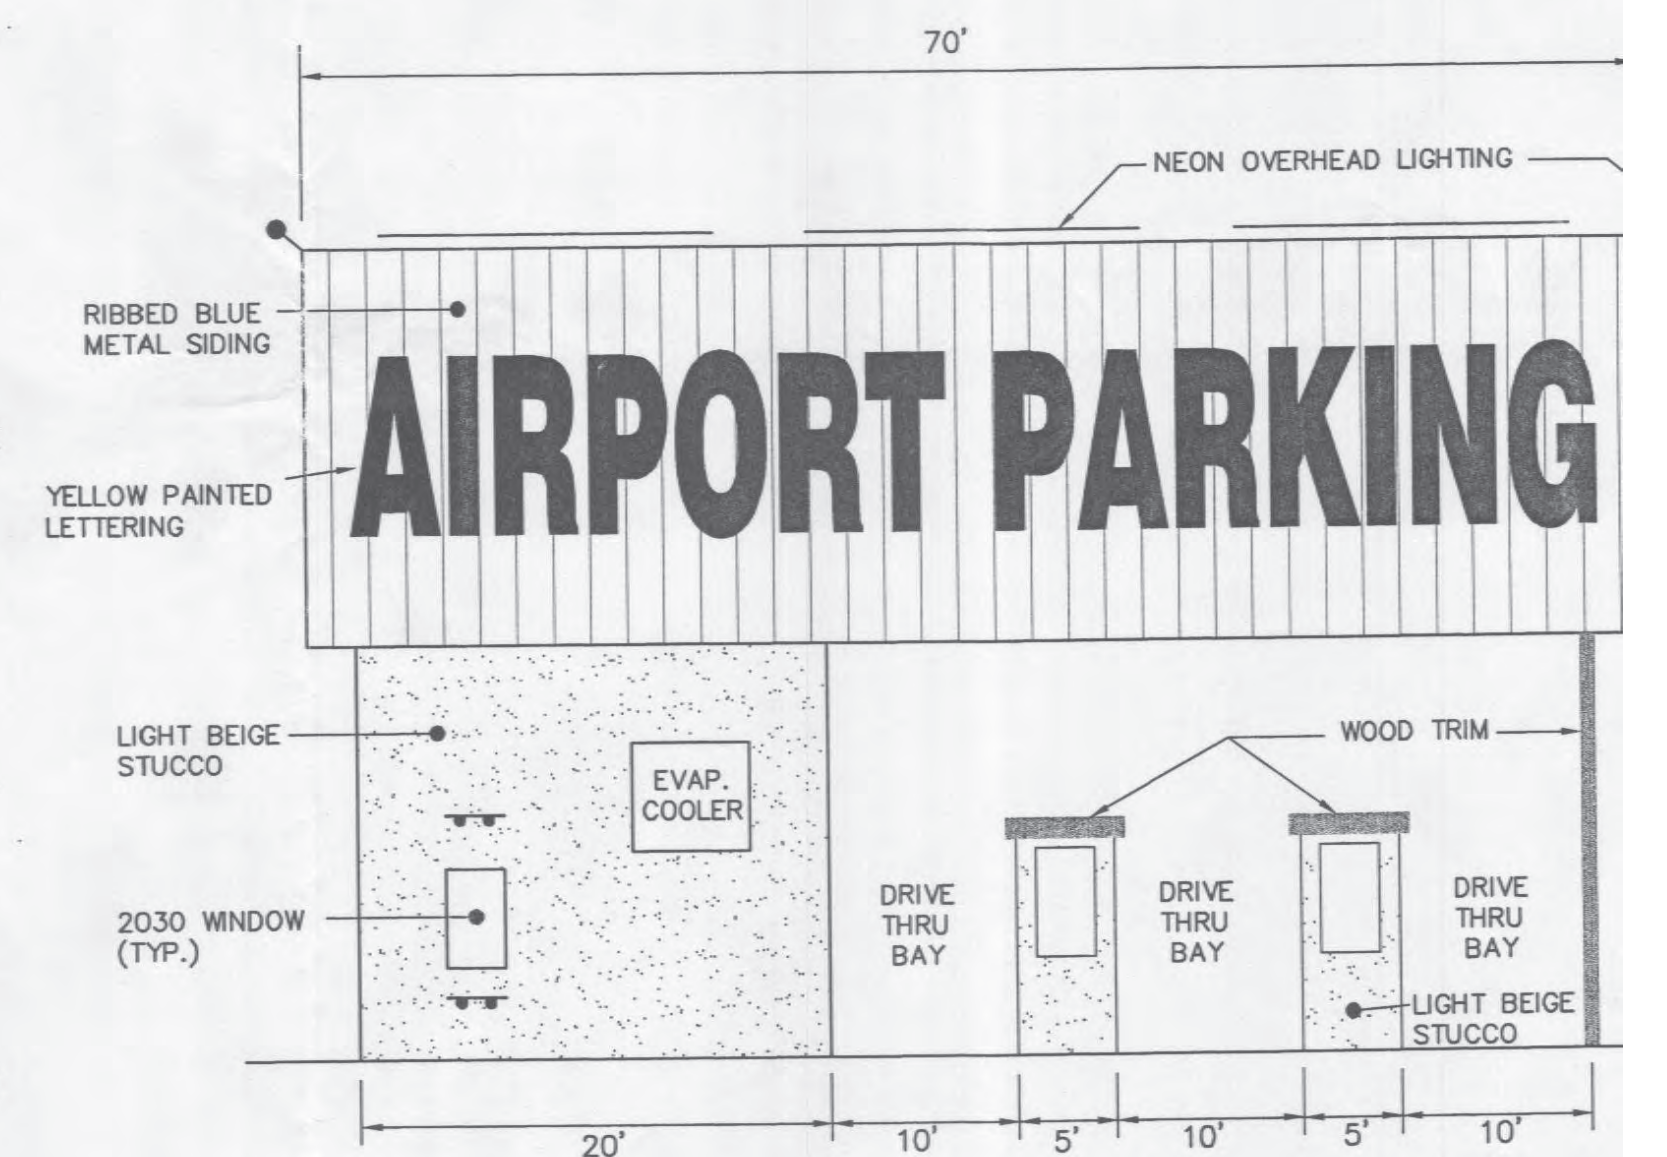 70'
NEON OVERHEAD LIGHTING
RIBBED BLUE
METAL SIDING
AIRPORT PARKING
YELLOW PAINTED
LETTERING
LIGHT BEIGE
STUCCO
WOOD TRIM
EVAP.
COOLER
2030 WINDOW
(TYP.)
DRIVE
THRU
BAY
DRIVE
THRU
BAY
DRIVE
THRU
BAY
LIGHT BEIGE
STUCCO
20'
10'
5'
10'
5'
10'